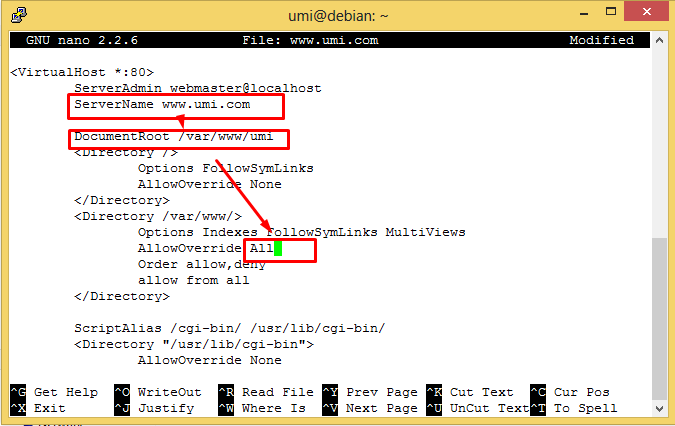 umi@debian: ~
GNU nano 2.2.6 File: www.umi.com Modified
<VirtualHost *:80>
ServerAdmin webmaster@localhost
ServerName www.umi.com
DocumentRoot /var/www/umi
<Directory />
Options FollowSymLinks
AllowOverride None
</Directory>
<Directory /var/www/>
Options Indexes FollowSymLinks MultiViews
AllowOverride All
Order allow,deny
allow from all
</Directory>
ScriptAlias /cgi-bin/ /usr/lib/cgi-bin/
<Directory "/usr/lib/cgi-bin">
AllowOverride None
^G Get Help ^O WriteOut ^R Read File ^Y Prev Page ^K Cut Text ^C Cur Pos
^X Exit ^J Justify ^W Where Is ^V Next Page ^U UnCut Text ^T To Spell